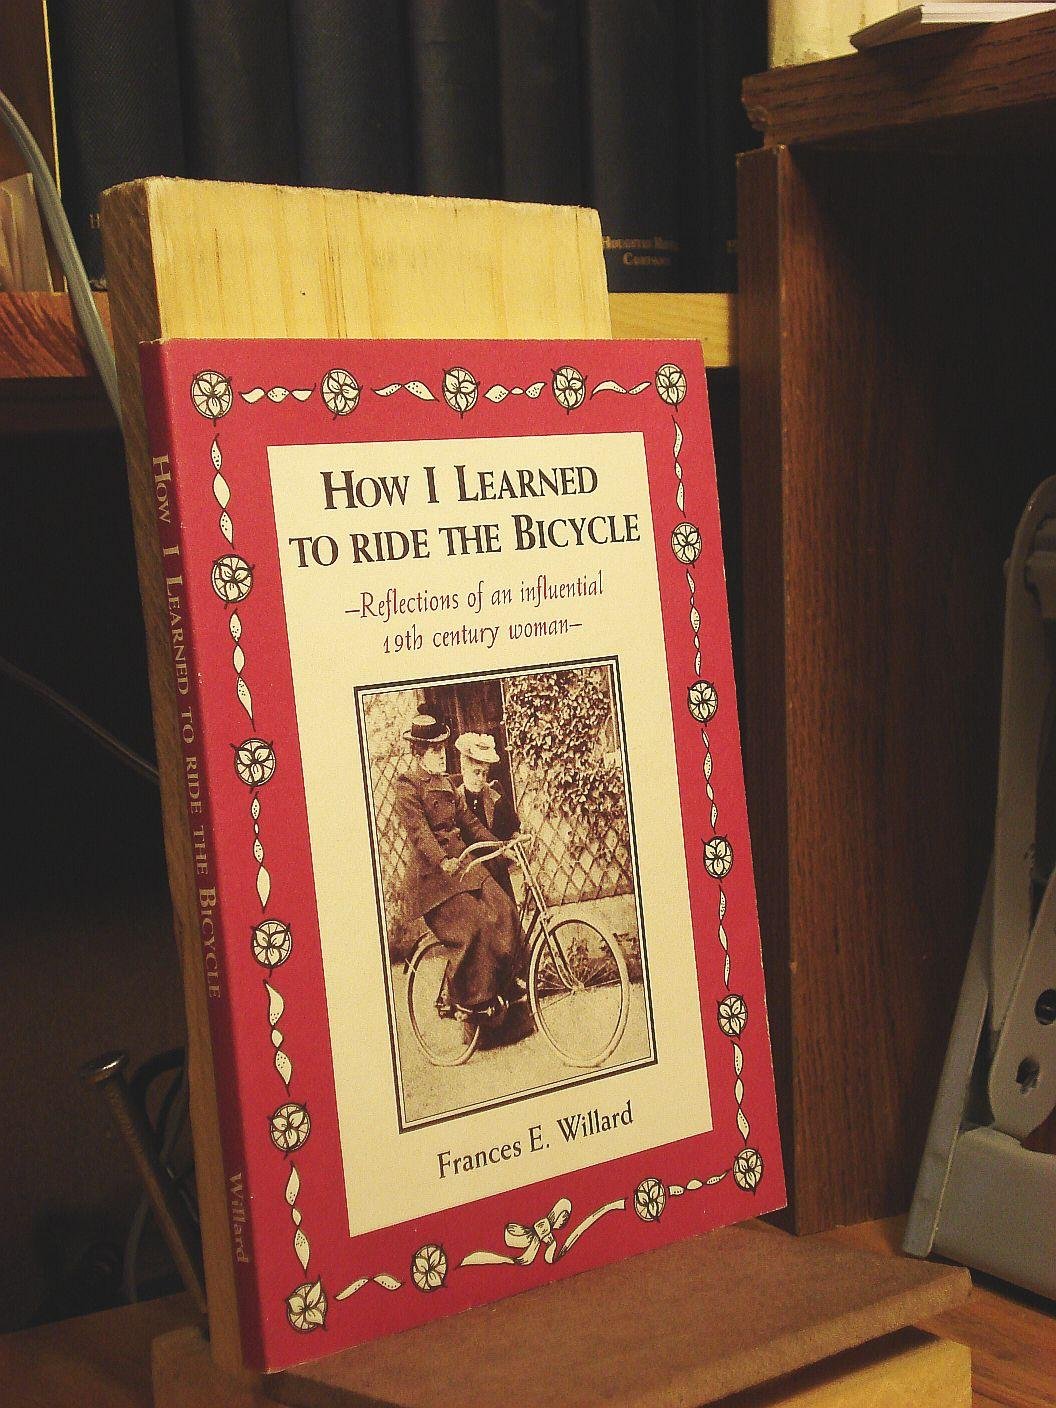 How I Learned
to ride the Bicycle
–Reflections of an influential
19th century woman–
Frances E. Willard
How I Learned to ride the Bicycle
Willard